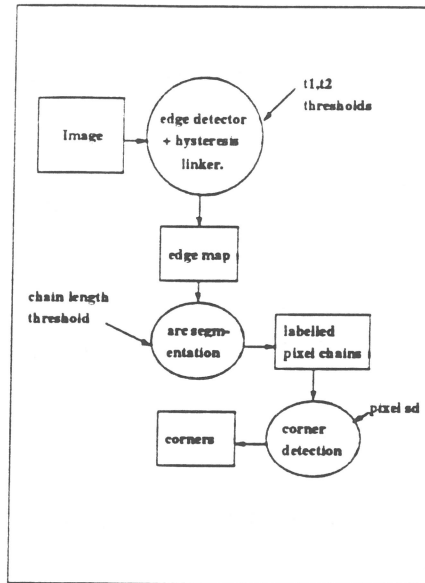 Image
edge detector
+ hysteresis
linker.
t1,t2
thresholds
edge map
chain length
threshold
arc segm-
entation
labelled
pixel chains
corners
corner
detection
pixel sd